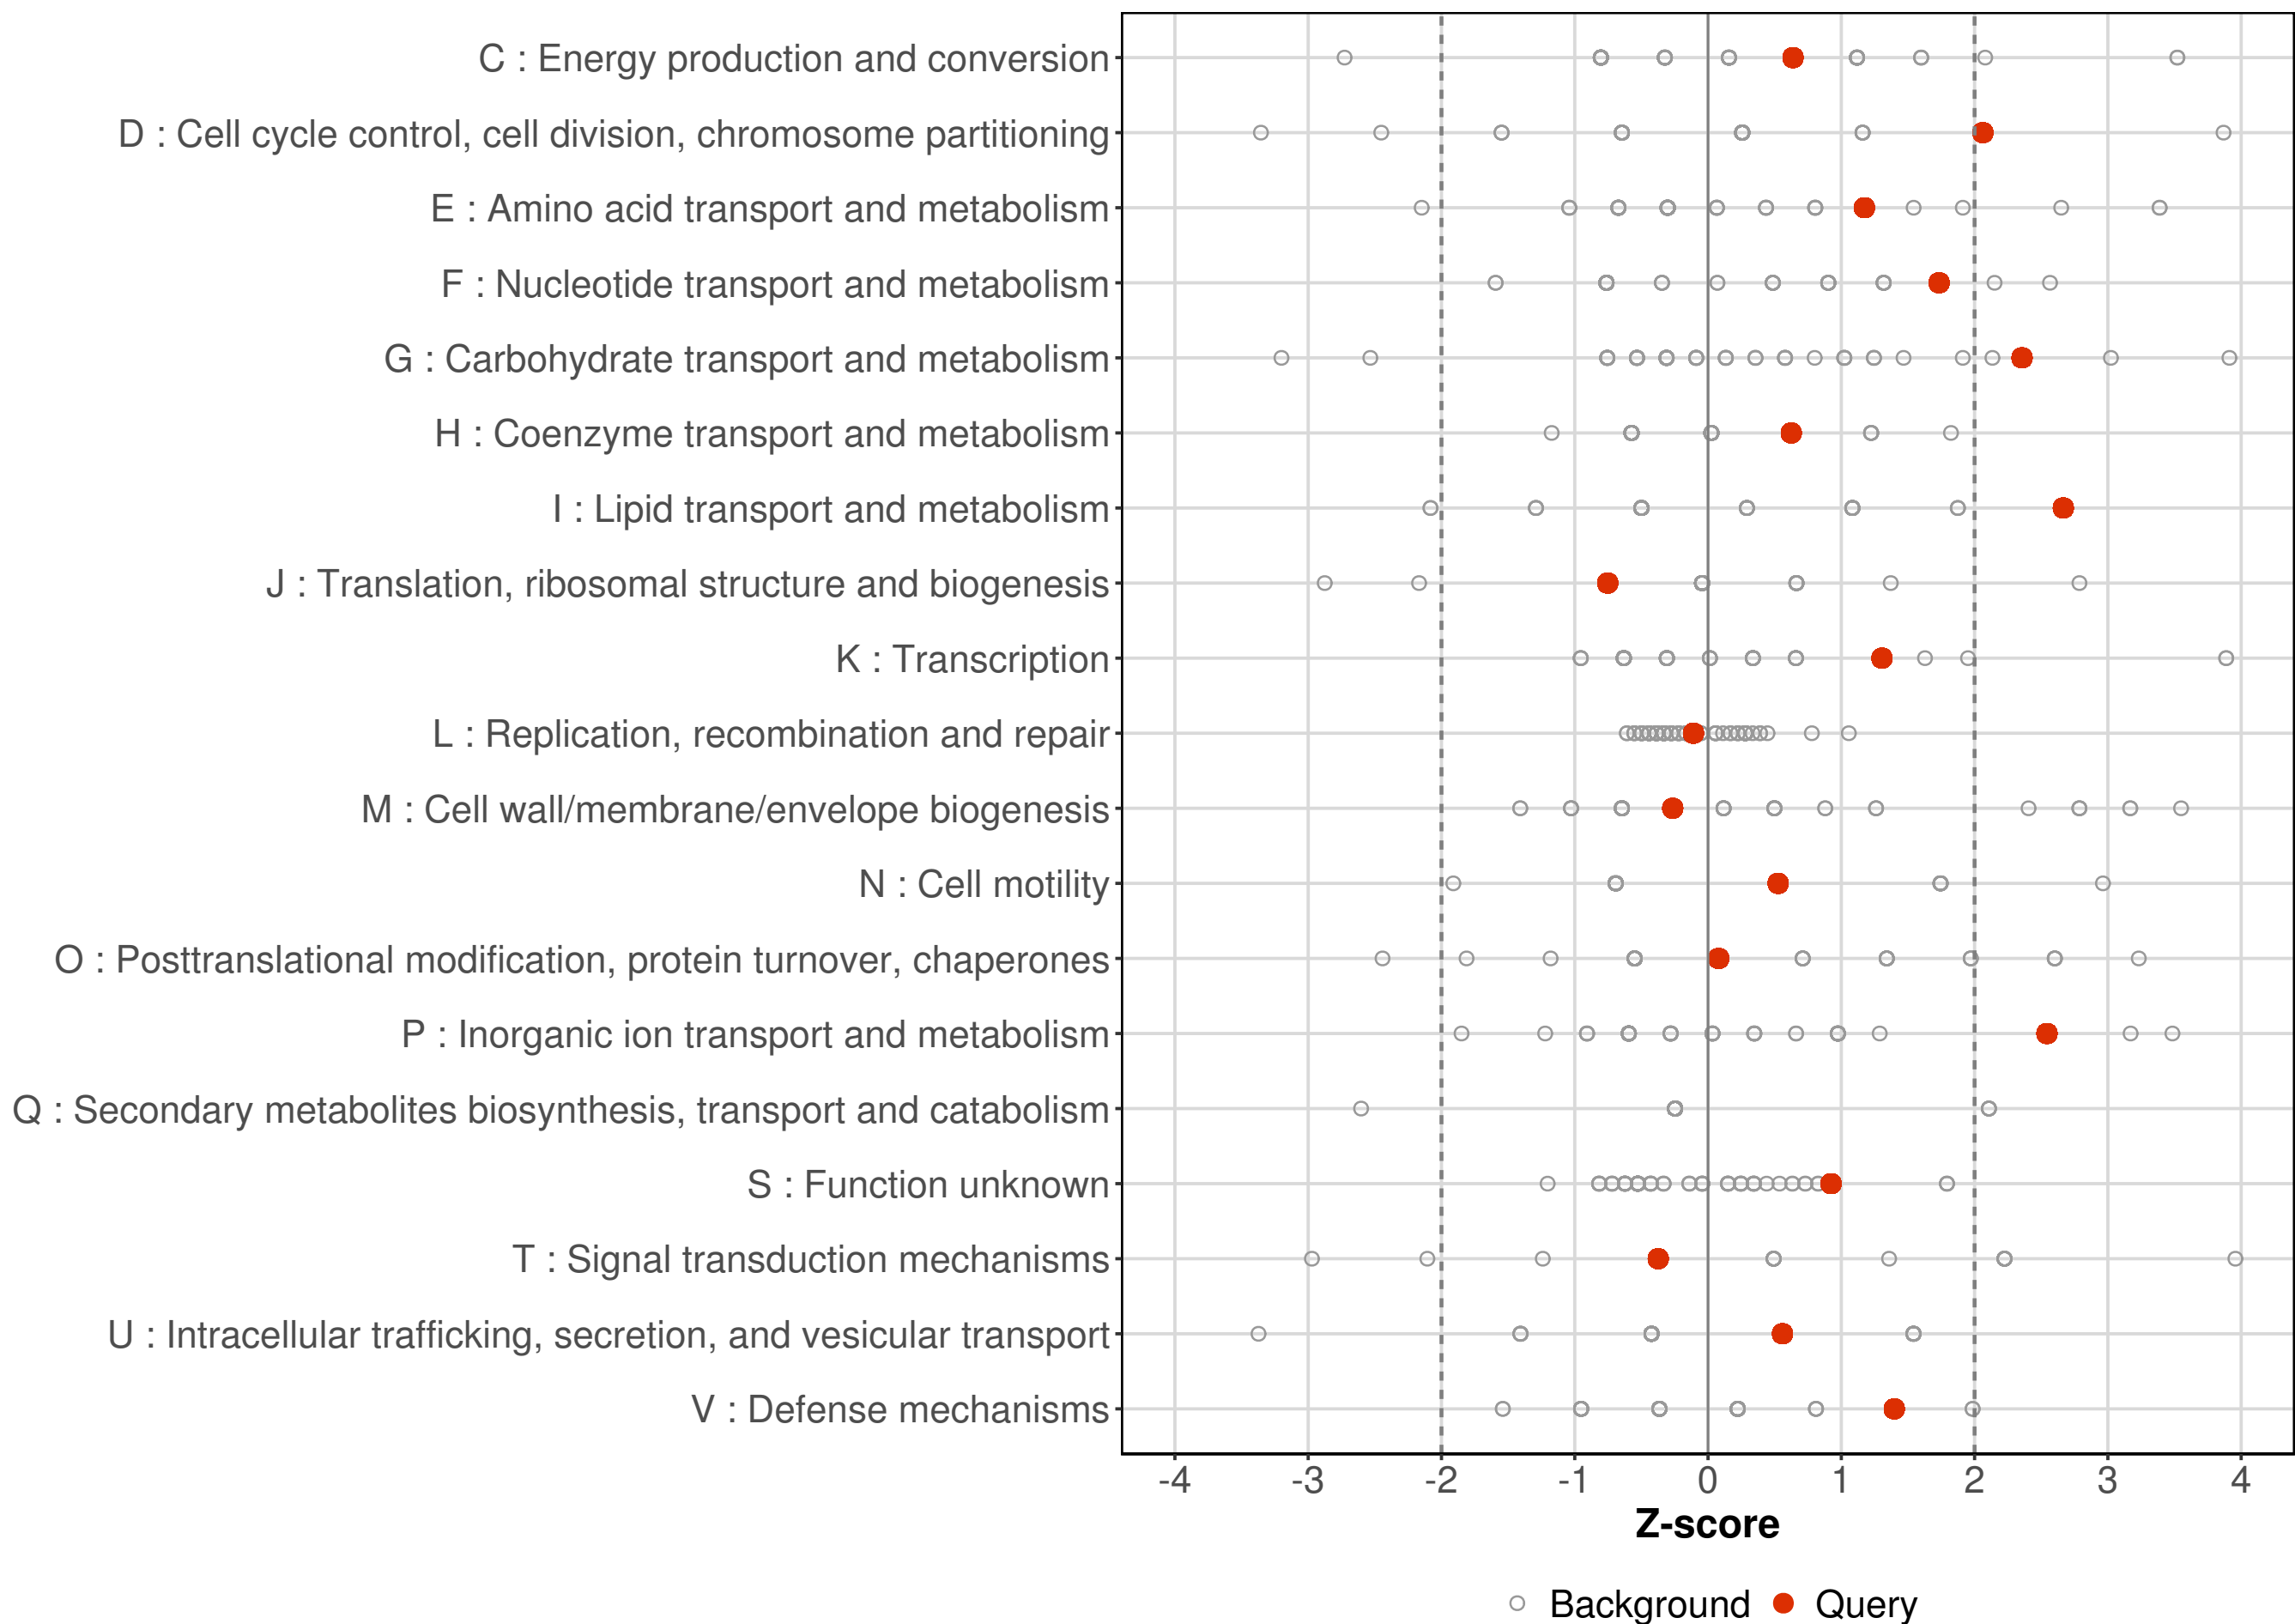 C : Energy production and conversion
D : Cell cycle control, cell division, chromosome partitioning
E : Amino acid transport and metabolism
F : Nucleotide transport and metabolism
G : Carbohydrate transport and metabolism
H : Coenzyme transport and metabolism
I : Lipid transport and metabolism
J : Translation, ribosomal structure and biogenesis
K : Transcription
L : Replication, recombination and repair
M : Cell wall/membrane/envelope biogenesis
N : Cell motility
O : Posttranslational modification, protein turnover, chaperones
P : Inorganic ion transport and metabolism
Q : Secondary metabolites biosynthesis, transport and catabolism
S : Function unknown
T : Signal transduction mechanisms
U : Intracellular trafficking, secretion, and vesicular transport
V : Defense mechanisms
-4 -3 -2 -1 0 1 2 3 4
Z-score
Background Query